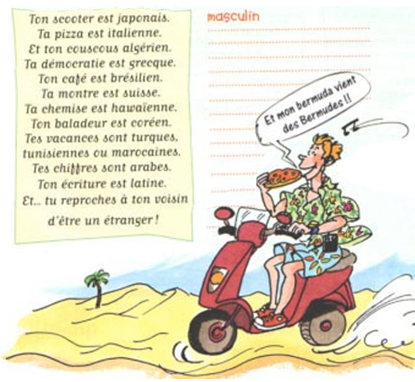 Ton scooter est japonais.
Ta pizza est italienne.
Et ton couscous algérien.
Ta démocratie est grecque.
Ton café est brésilien.
Ta montre est suisse.
Ta chemise est hawaïenne.
Ton baladeur est coréen.
Tes vacances sont turques,
tunisiennes ou marocaines.
Tes chiffres sont arabes.
Ton écriture est latine.
Et... tu reproches à ton voisin
d'être un étranger !
masculin
Et mon bermuda vient
des Bermudes !!